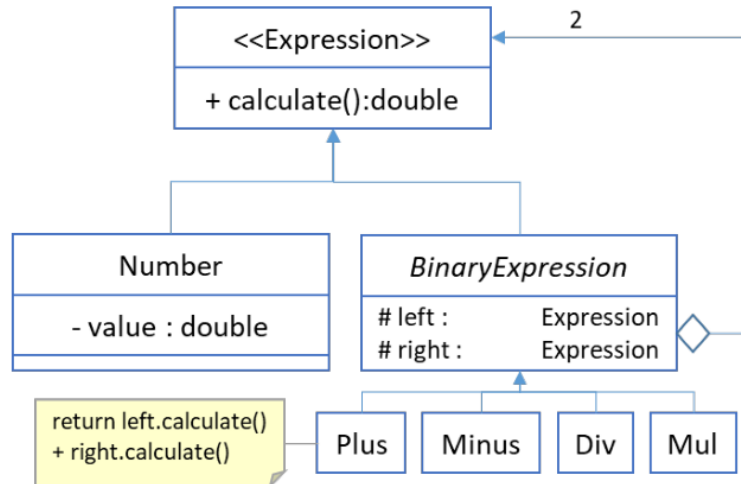 <<Expression>>
2
+ calculate():double
Number
- value : double
BinaryExpression
# left : Expression
# right : Expression
return left.calculate()
+ right.calculate()
Plus
Minus
Div
Mul